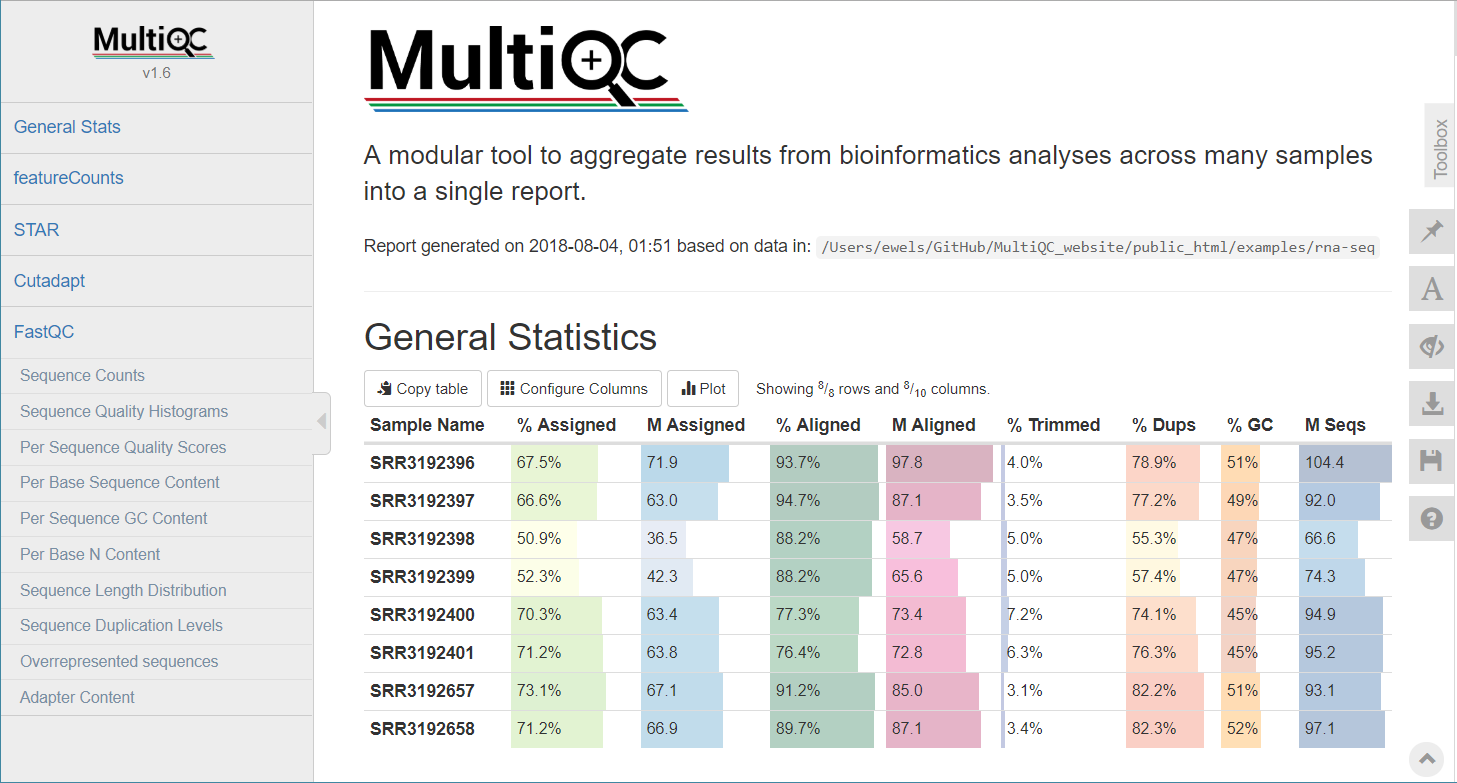 MultiQC
v1.6
General Stats
featureCounts
STAR
Cutadapt
FastQC
Sequence Counts
Sequence Quality Histograms
Per Sequence Quality Scores
Per Base Sequence Content
Per Sequence GC Content
Per Base N Content
Sequence Length Distribution
Sequence Duplication Levels
Overrepresented sequences
Adapter Content
MultiQC
A modular tool to aggregate results from bioinformatics analyses across many samples
into a single report.
Report generated on 2018-08-04, 01:51 based on data in: /Users/ewels/GitHub/MultiQC_website/public_html/examples/rna-seq
General Statistics
Copy table Configure Columns Plot Showing 8/8 rows and 8/10 columns.
Sample Name % Assigned M Assigned % Aligned M Aligned % Trimmed % Dups % GC M Seqs
SRR3192396 67.5% 71.9 93.7% 97.8 4.0% 78.9% 51% 104.4
SRR3192397 66.6% 63.0 94.7% 87.1 3.5% 77.2% 49% 92.0
SRR3192398 50.9% 36.5 88.2% 58.7 5.0% 55.3% 47% 66.6
SRR3192399 52.3% 42.3 88.2% 65.6 5.0% 57.4% 47% 74.3
SRR3192400 70.3% 63.4 77.3% 73.4 7.2% 74.1% 45% 94.9
SRR3192401 71.2% 63.8 76.4% 72.8 6.3% 76.3% 45% 95.2
SRR3192657 73.1% 67.1 91.2% 85.0 3.1% 82.2% 51% 93.1
SRR3192658 71.2% 66.9 89.7% 87.1 3.4% 82.3% 52% 97.1
Toolbox
A
?